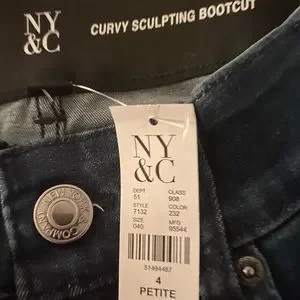 NY
&C
CURVY SCULPTING BOOTCUT
NY
&C
DEPT CLASS
51 908
STYLE COLOR
7132 232
SIZE MFG
040 95544
51494487
4
PETITE
NEW YORK
COMPANY